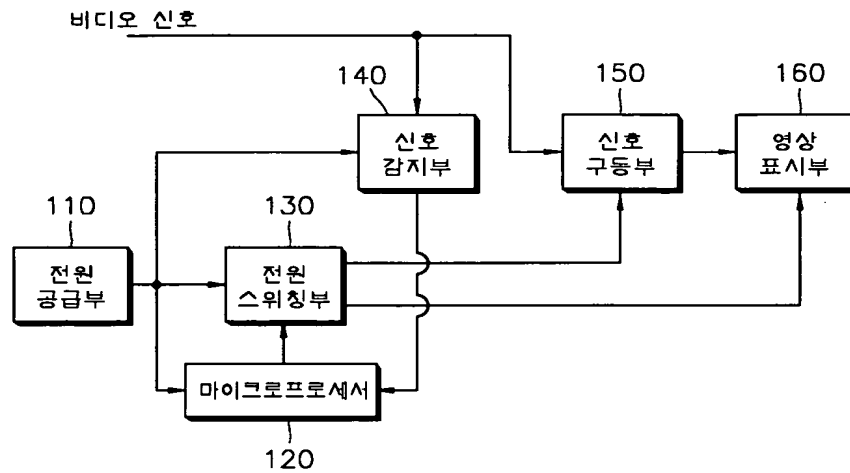 비디오 신호
140
신호
감지부
150
신호
구동부
160
영상
표시부
110
전원
공급부
130
전원
스위칭부
마이크로프로세서
120